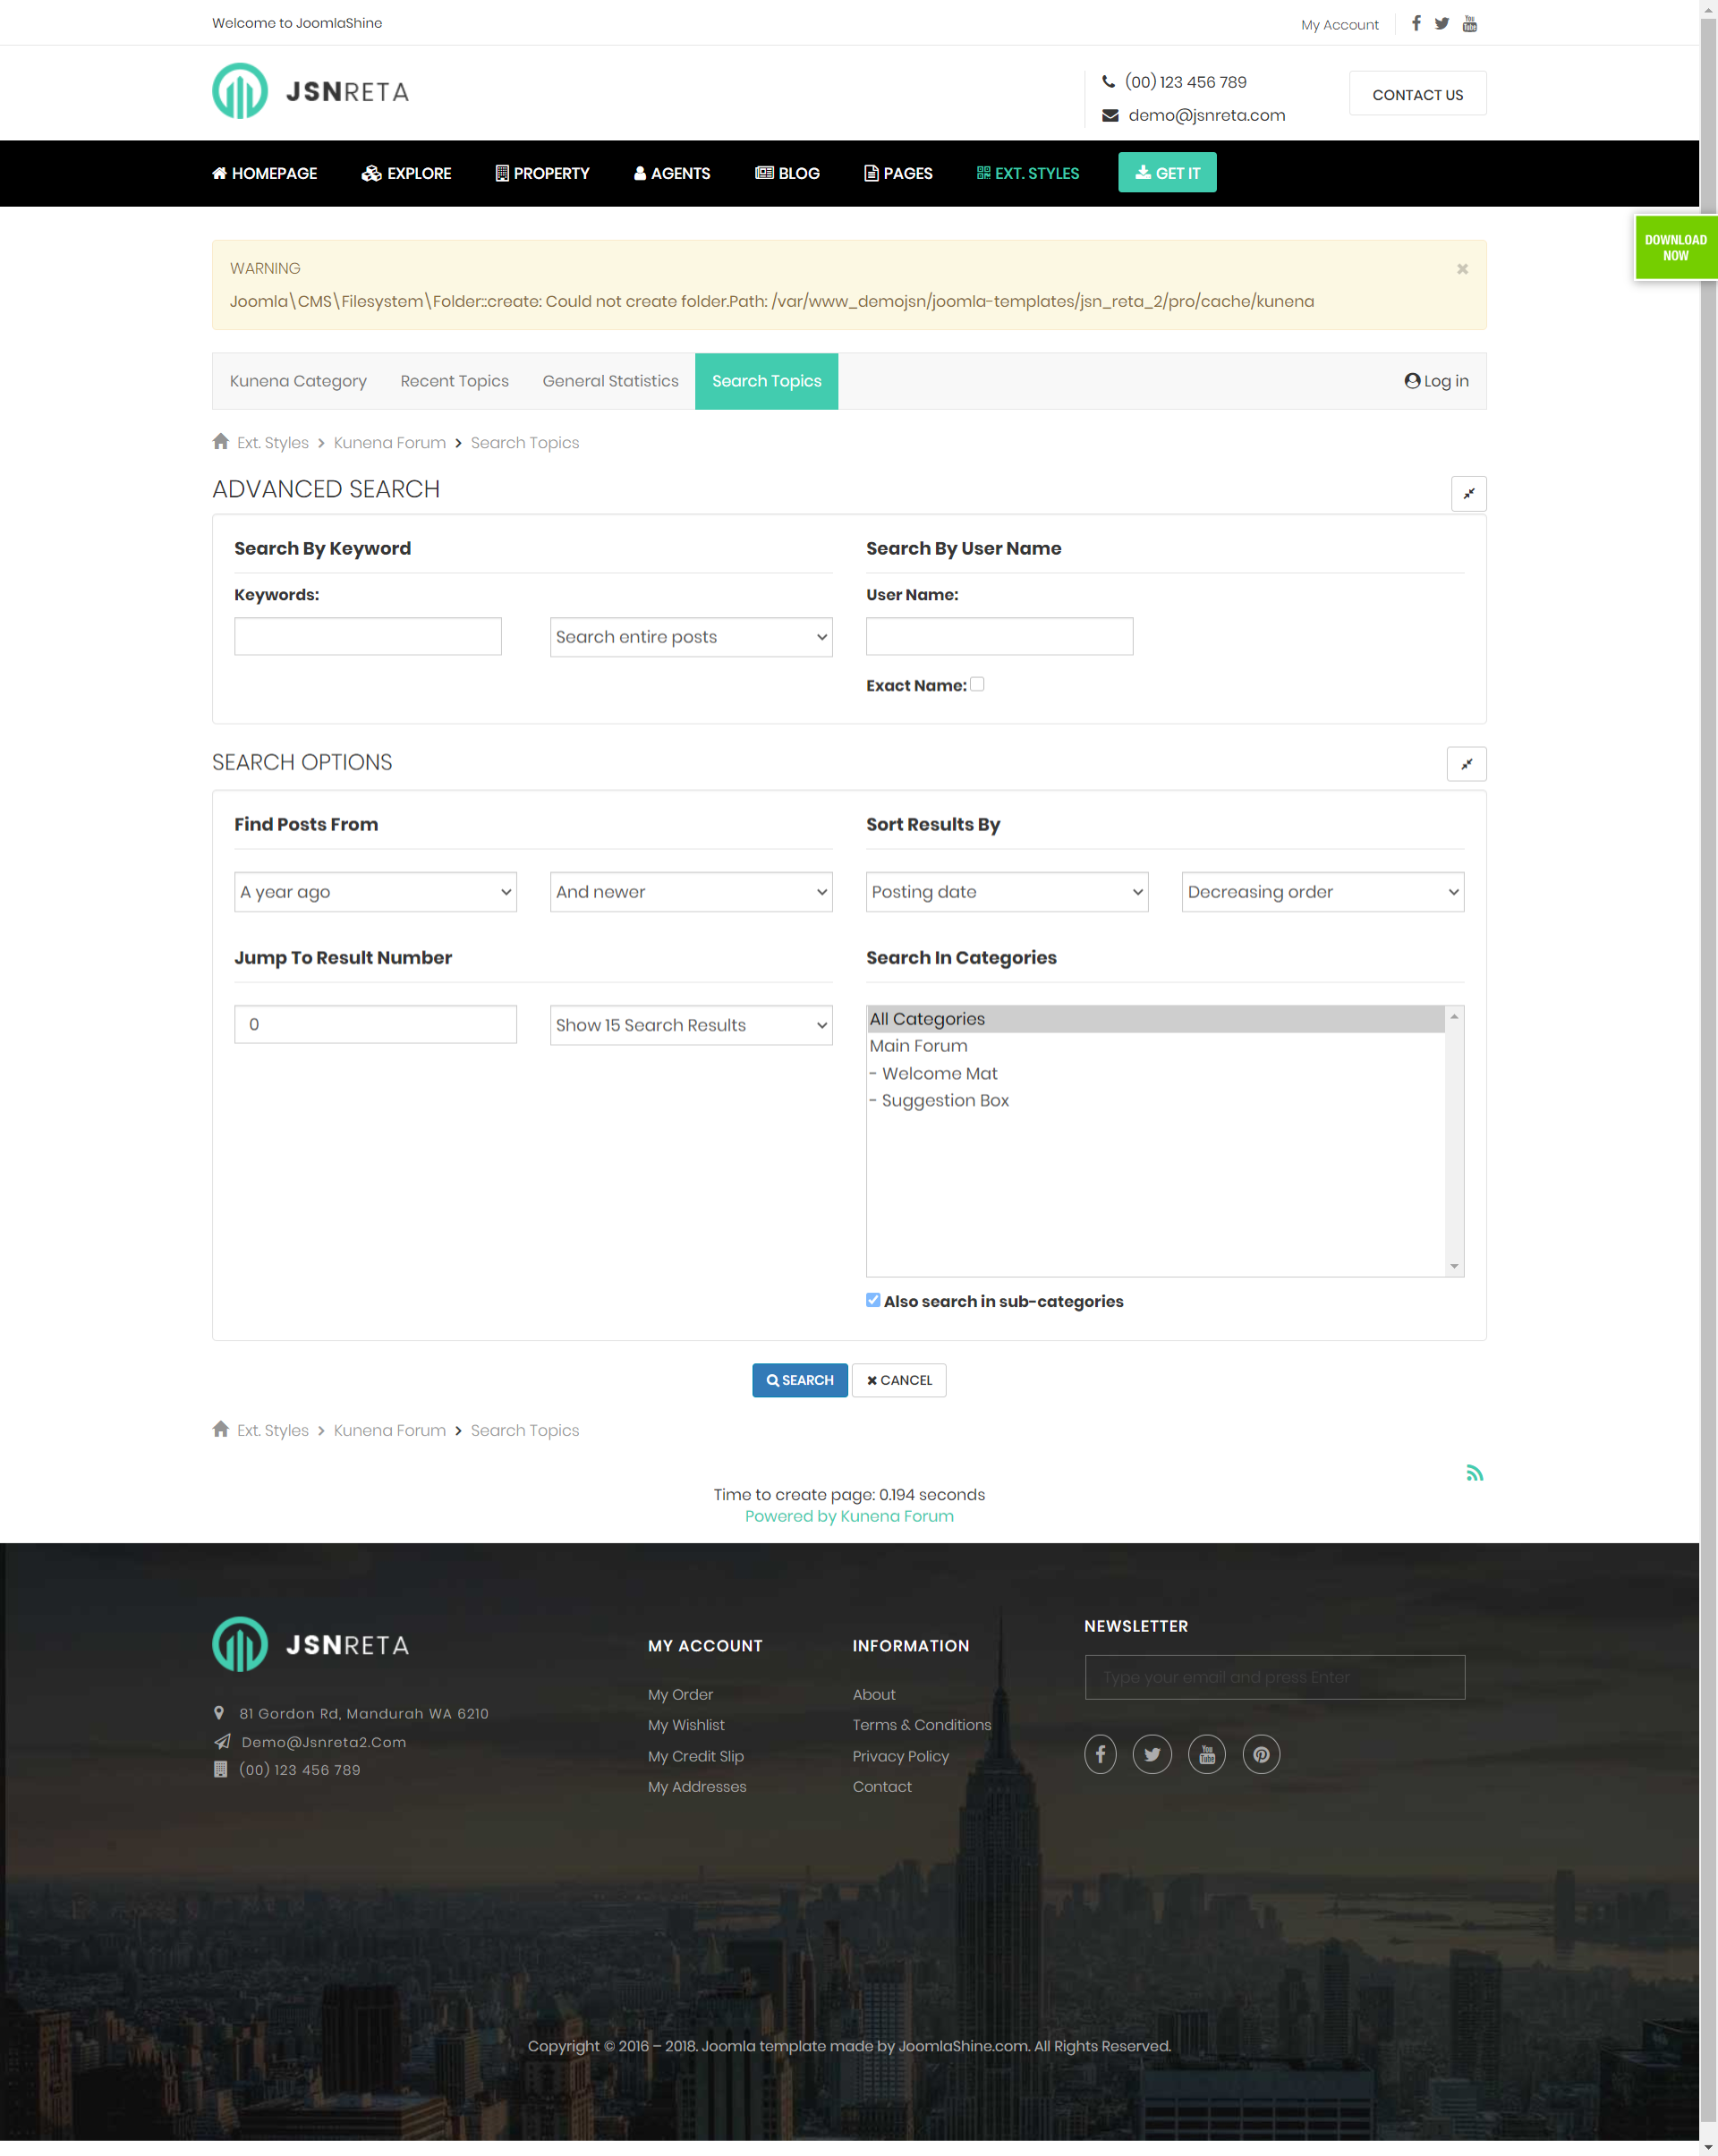 Welcome to JoomlaShine
My Account
JSNRETA
(00) 123 456 789
demo@jsnreta.com
CONTACT US
HOMEPAGE
EXPLORE
PROPERTY
AGENTS
BLOG
PAGES
EXT. STYLES
GET IT
DOWNLOAD
NOW
WARNING
Joomla\CMS\Filesystem\Folder::create: Could not create folder.Path: /var/www_demojsn/joomla-templates/jsn_reta_2/pro/cache/kunena
Kunena Category
Recent Topics
General Statistics
Search Topics
Log in
Ext. Styles > Kunena Forum > Search Topics
ADVANCED SEARCH
Search By Keyword
Search By User Name
Keywords:
User Name:
Search entire posts
Exact Name:
SEARCH OPTIONS
Find Posts From
Sort Results By
A year ago
And newer
Posting date
Decreasing order
Jump To Result Number
Search In Categories
0
Show 15 Search Results
All Categories
Main Forum
- Welcome Mat
- Suggestion Box
Also search in sub-categories
SEARCH
CANCEL
Ext. Styles > Kunena Forum > Search Topics
Time to create page: 0.194 seconds
Powered by Kunena Forum
JSNRETA
81 Gordon Rd, Mandurah WA 6210
Demo@Jsnreta2.Com
(00) 123 456 789
MY ACCOUNT
My Order
My Wishlist
My Credit Slip
My Addresses
INFORMATION
About
Terms & Conditions
Privacy Policy
Contact
NEWSLETTER
Type your email and press Enter
Copyright © 2016 – 2018. Joomla template made by JoomlaShine.com. All Rights Reserved.